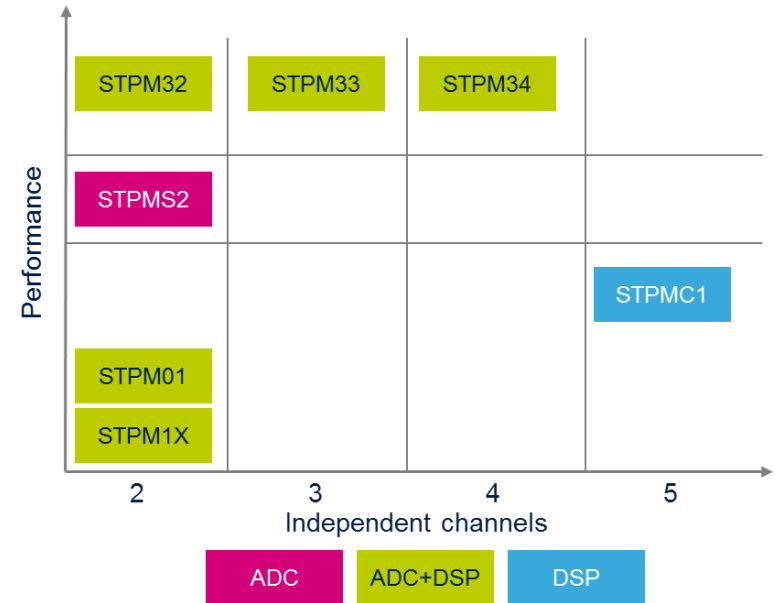 STPM32
STPM33
STPM34
STPMS2
STPMC1
STPM01
STPM1X
Performance
2
3
4
5
Independent channels
ADC
ADC+DSP
DSP